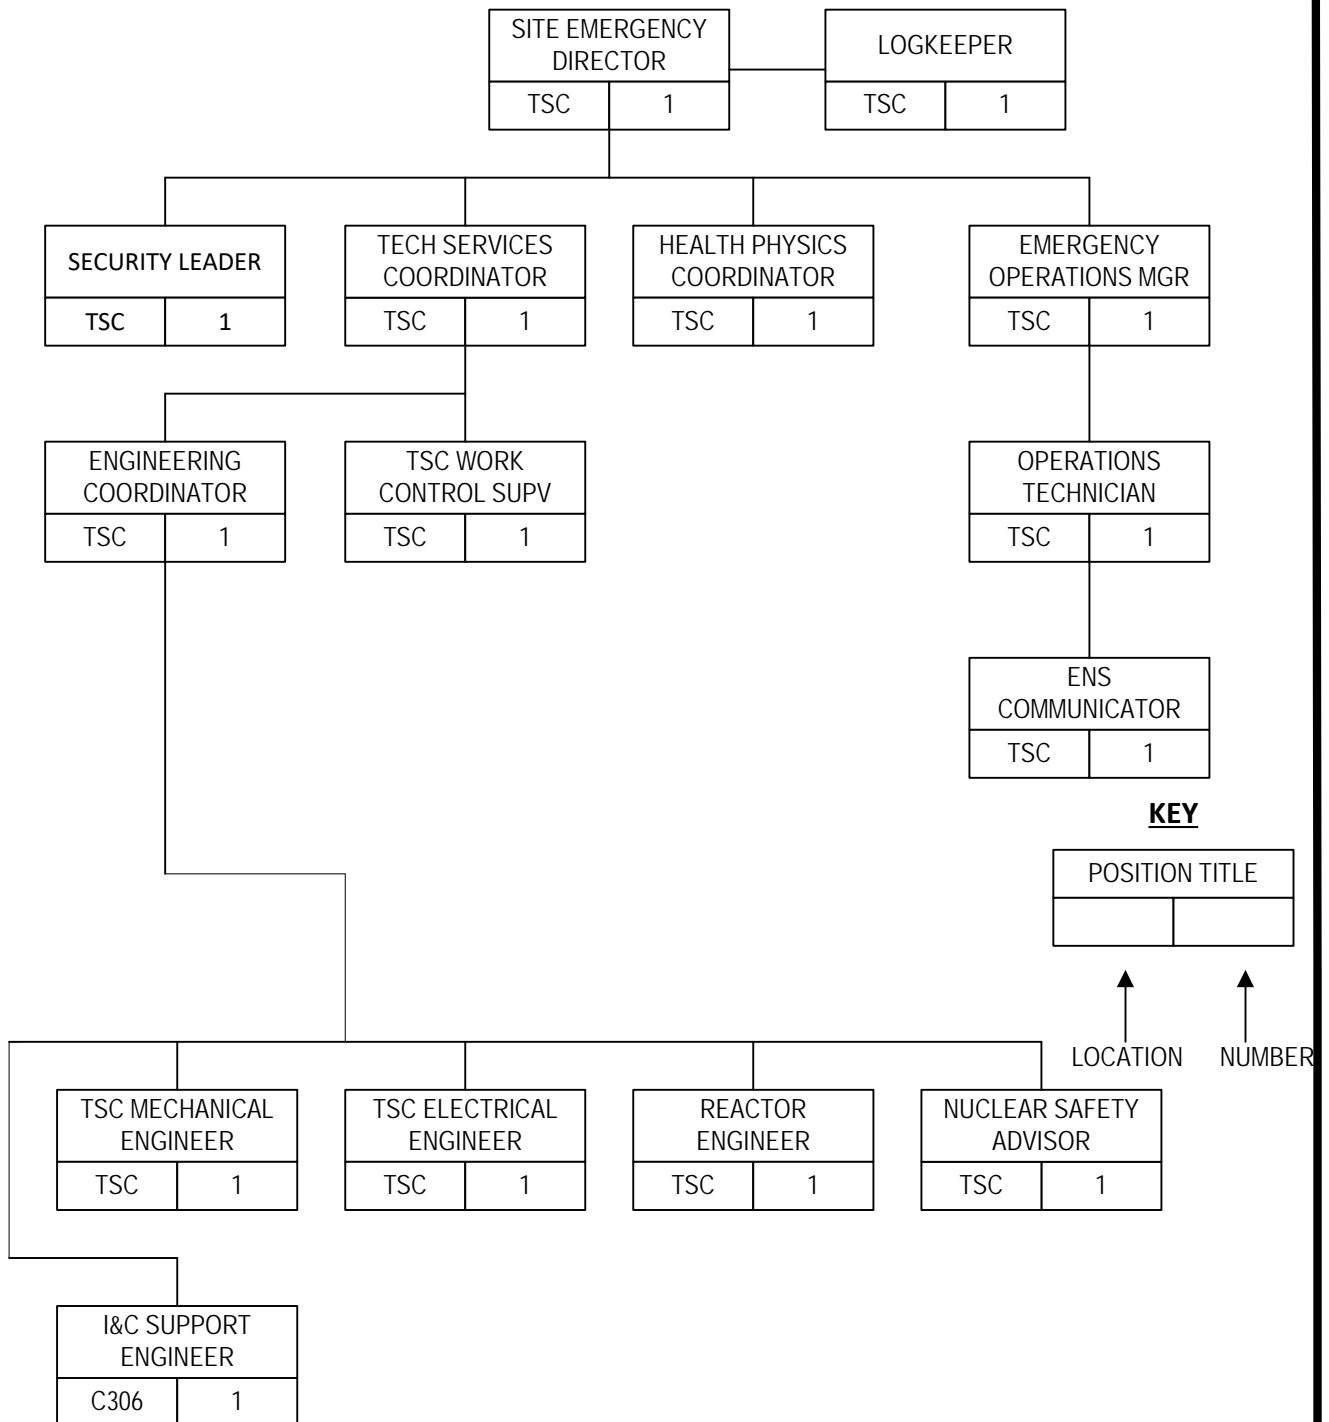 SITE EMERGENCY
DIRECTOR
TSC 1
LOGKEEPER
TSC 1
SECURITY LEADER
TSC 1
TECH SERVICES
COORDINATOR
TSC 1
HEALTH PHYSICS
COORDINATOR
TSC 1
EMERGENCY
OPERATIONS MGR
TSC 1
ENGINEERING
COORDINATOR
TSC 1
TSC WORK
CONTROL SUPV
TSC 1
OPERATIONS
TECHNICIAN
TSC 1
ENS
COMMUNICATOR
TSC 1
KEY
POSITION TITLE
LOCATION NUMBER
TSC MECHANICAL
ENGINEER
TSC 1
TSC ELECTRICAL
ENGINEER
TSC 1
REACTOR
ENGINEER
TSC 1
NUCLEAR SAFETY
ADVISOR
TSC 1
I&C SUPPORT
ENGINEER
C306 1